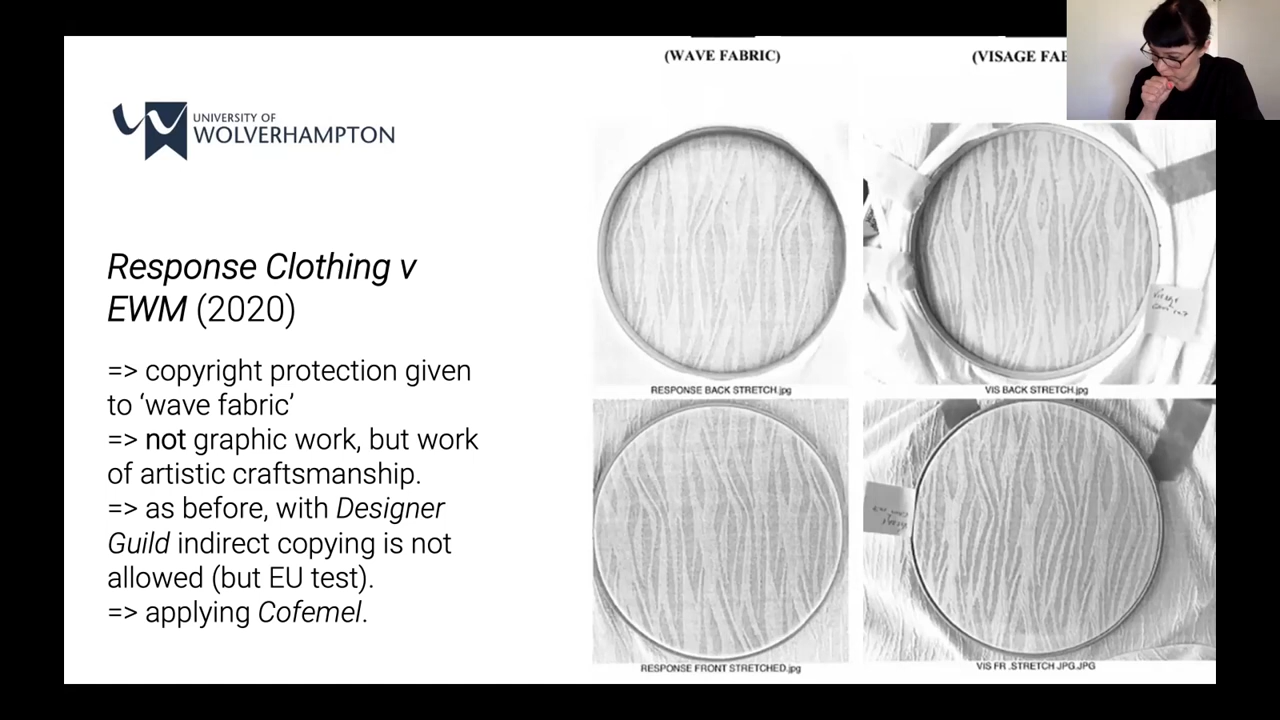 (WAVE FABRIC)
(VISAGE FAB
UNIVERSITY OF
WOLVERHAMPTON
Response Clothing v
EWM (2020)
=> copyright protection given
to ‘wave fabric’
=> not graphic work, but work
of artistic craftsmanship.
=> as before, with Designer
Guild indirect copying is not
allowed (but EU test).
=> applying Cofemel.
RESPONSE BACK STRETCH.jpg
VIS BACK STRETCH.jpg
RESPONSE FRONT STRETCHED.jpg
VIS FR .STRETCH JPG.JPG